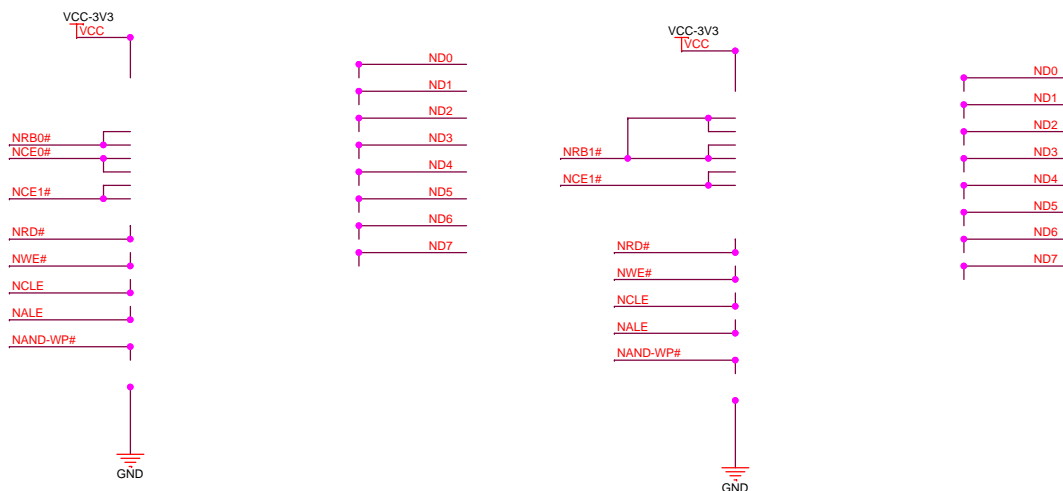 VCC-3V3
VCC
ND0
ND1
ND2
NRB0#
ND3
NCE0#
ND4
NCE1#
ND5
ND6
NRD#
ND7
NWE#
NCLE
NALE
NAND-WP#
GND
VCC-3V3
VCC
ND0
ND1
ND2
NRB1#
ND3
NCE1#
ND4
ND5
ND6
NRD#
ND7
NWE#
NCLE
NALE
NAND-WP#
GND